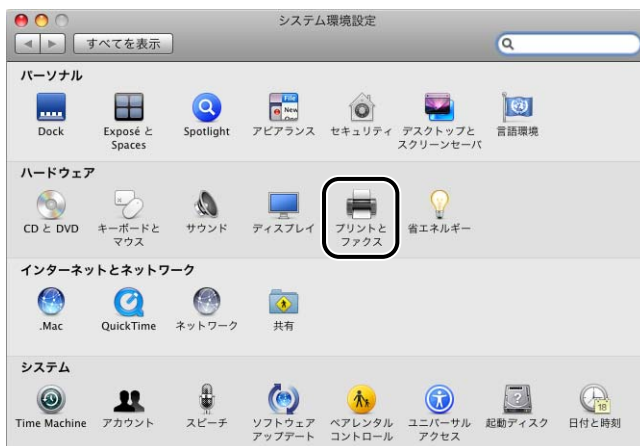 システム環境設定
すべてを表示
パーソナル
Dock
Exposé と
Spaces
Spotlight
アピアランス
セキュリティ
デスクトップと
スクリーンセーバ
言語環境
ハードウェア
CD と DVD
キーボードと
マウス
サウンド
ディスプレイ
プリントと
ファクス
省エネルギー
インターネットとネットワーク
.Mac
QuickTime
ネットワーク
共有
システム
Time Machine
アカウント
スピーチ
ソフトウェア
アップデート
ペアレンタル
コントロール
ユニバーサル
アクセス
起動ディスク
日付と時刻